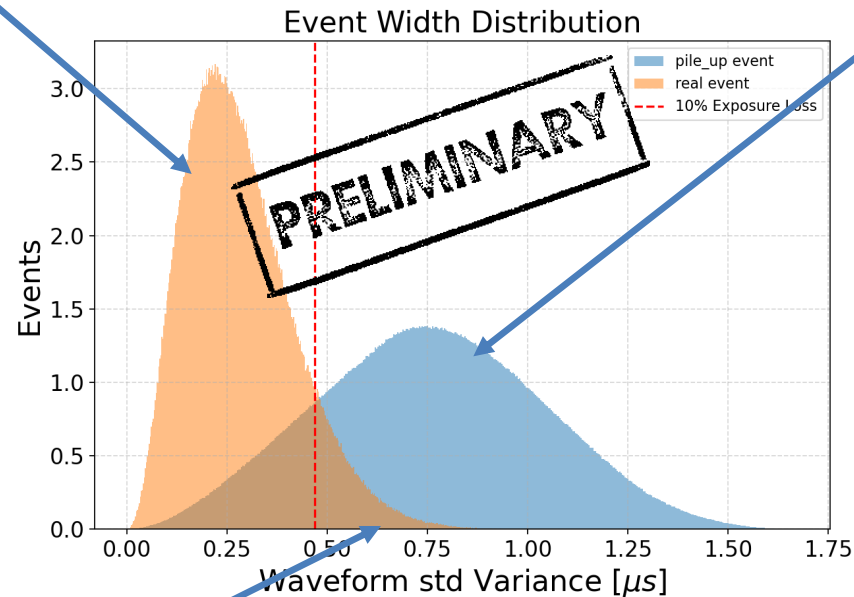 Event Width Distribution
pile_up event
real event
10% Exposure Loss
PRELIMINARY
Events
3.0
2.5
2.0
1.5
1.0
0.5
0.0
0.00 0.25 0.50 0.75 1.00 1.25 1.50 1.75
Waveform std Variance [μs]